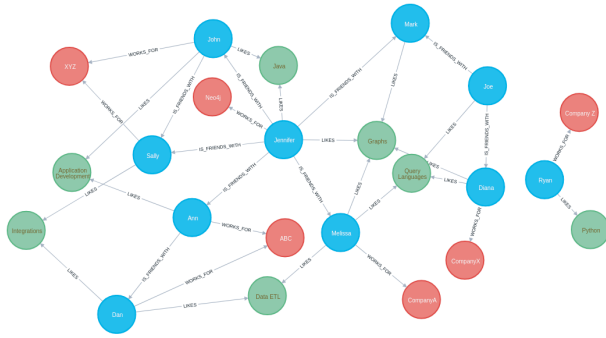 Mark
John
WORKS_FOR
LIKES
XYZ
Java
IS_FRIENDS_WITH
IS_FRIENDS_WITH
Joe
IS_FRIENDS_WITH
IS_FRIENDS_WITH
LIKES
Neo4j
WORKS_FOR
LIKES
LIKES
Company Z
WORKS_FOR
LIKES
Jennifer
LIKES
Graphs
IS_FRIENDS_WITH
WORKS_FOR
Sally
IS_FRIENDS_WITH
Application
Development
LIKES
Query
Languages
LIKES
Diana
Ryan
IS_FRIENDS_WITH
IS_FRIENDS_WITH
LIKES
LIKES
LIKES
LIKES
LIKES
Ann
WORKS_FOR
Integrations
Melissa
ABC
WORKS_FOR
Python
IS_FRIENDS_WITH
LIKES
WORKS_FOR
CompanyX
LIKES
WORKS_FOR
Data ETL
CompanyA
LIKES
Dan